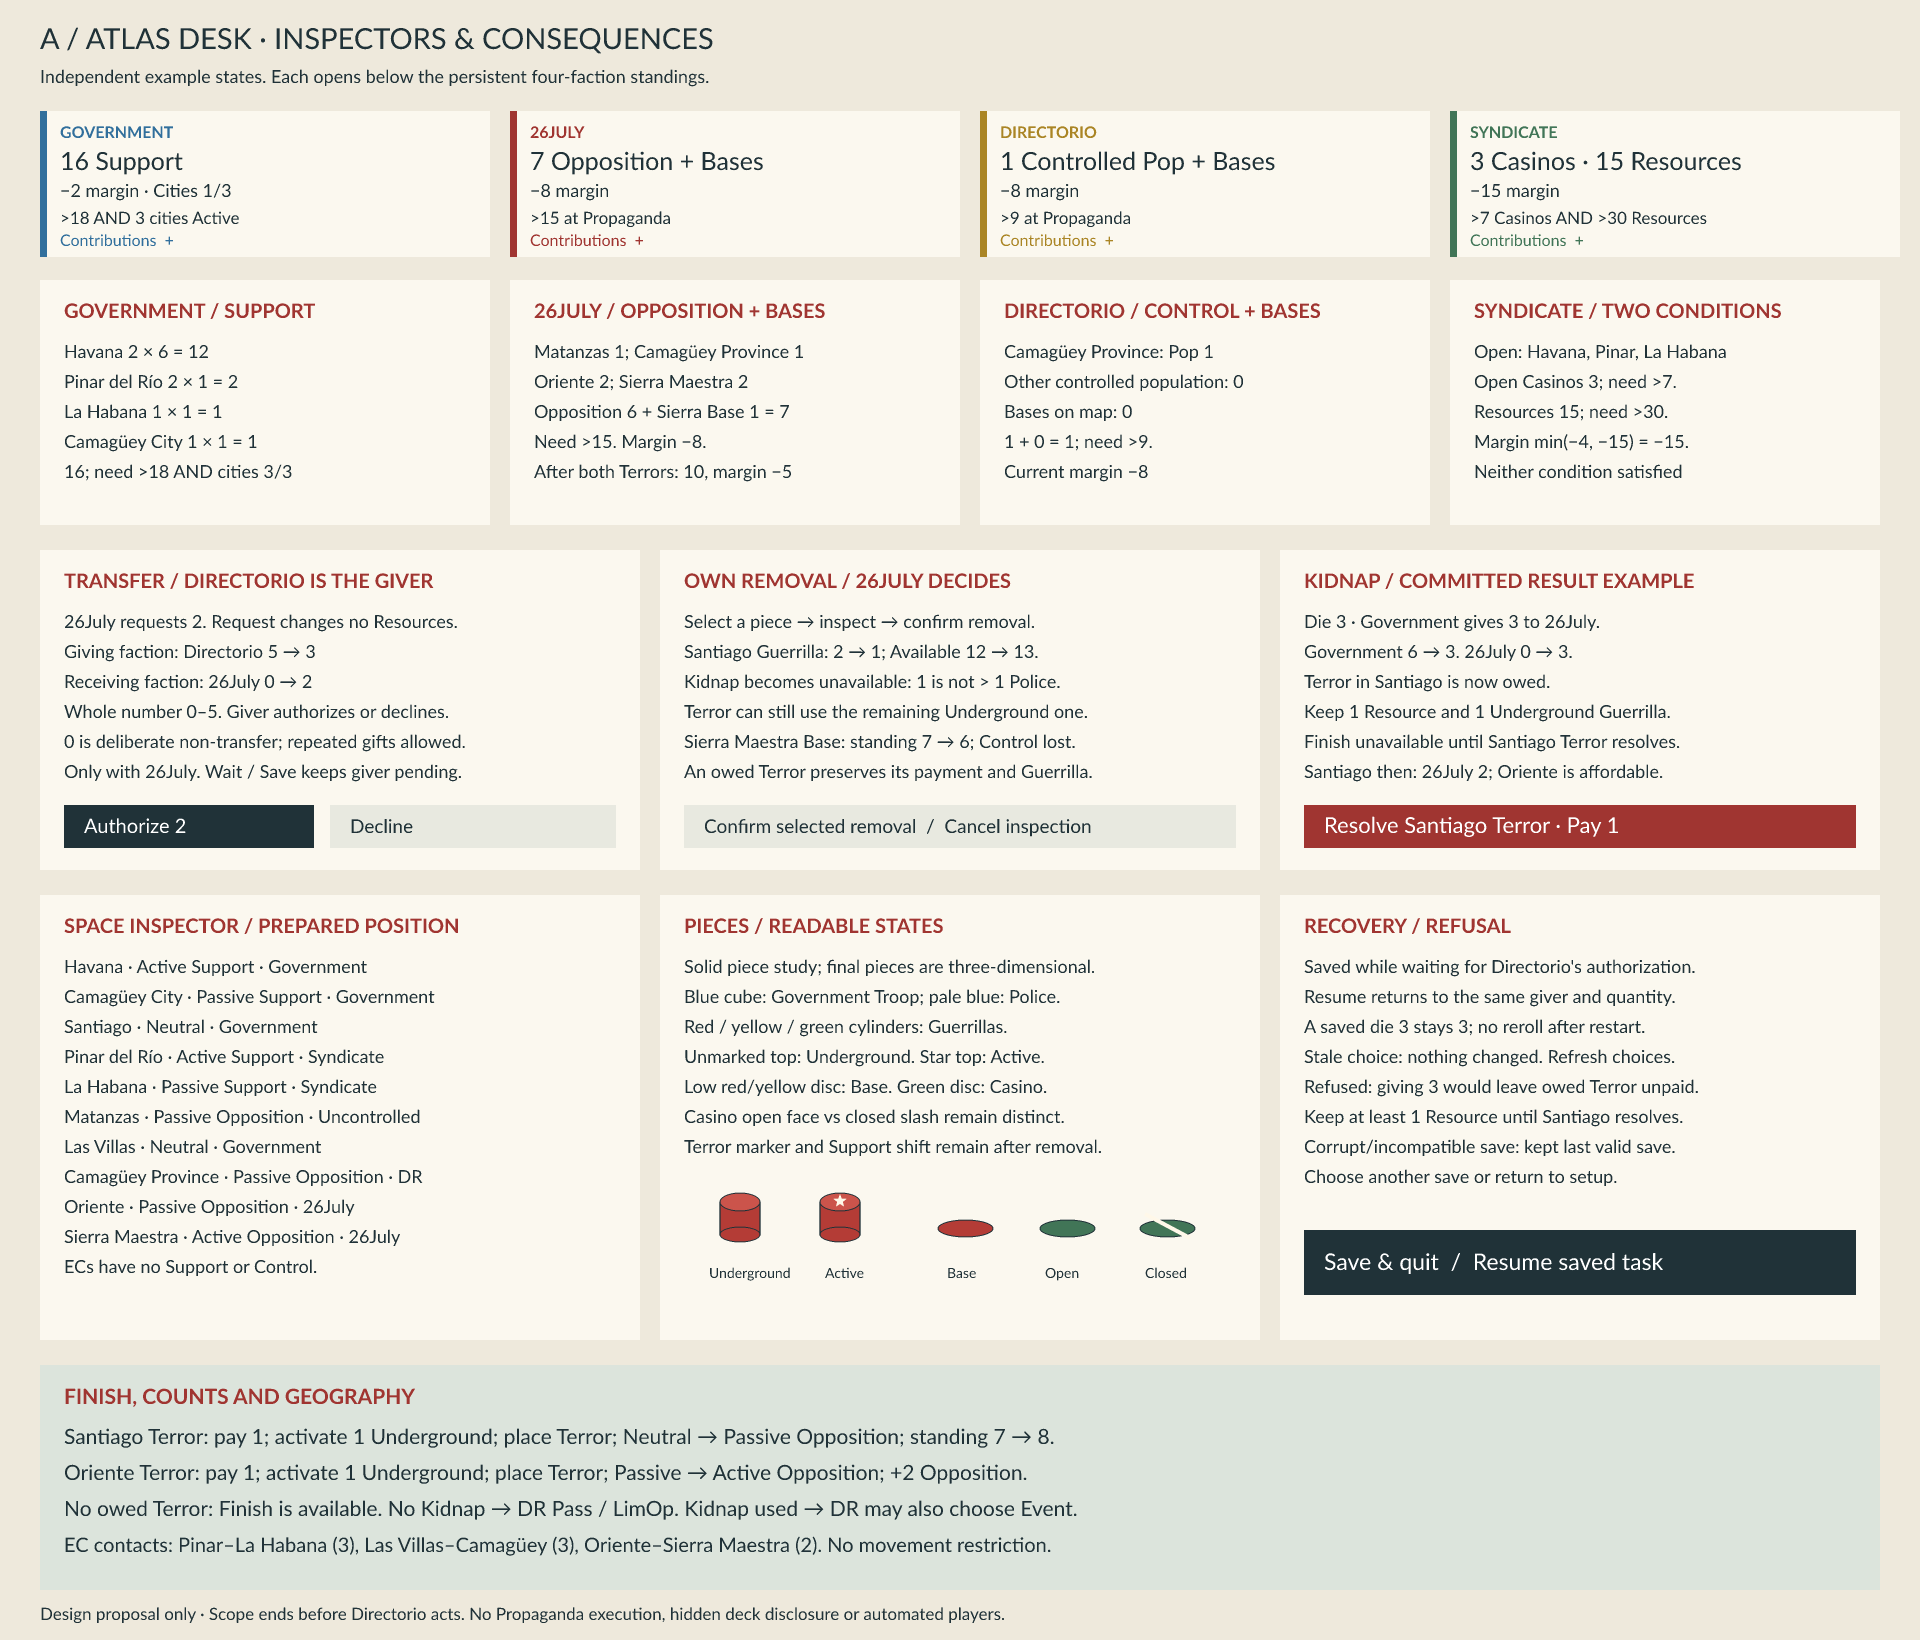 A / ATLAS DESK · INSPECTORS & CONSEQUENCES
Independent example states. Each opens below the persistent four-faction standings.
GOVERNMENT
16 Support
−2 margin · Cities 1/3
>18 AND 3 cities Active
Contributions +
26JULY
7 Opposition + Bases
−8 margin
>15 at Propaganda
Contributions +
DIRECTORIO
1 Controlled Pop + Bases
−8 margin
>9 at Propaganda
Contributions +
SYNDICATE
3 Casinos · 15 Resources
−15 margin
>7 Casinos AND >30 Resources
Contributions +
GOVERNMENT / SUPPORT
Havana 2 × 6 = 12
Pinar del Río 2 × 1 = 2
La Habana 1 × 1 = 1
Camagüey City 1 × 1 = 1
16; need >18 AND cities 3/3
26JULY / OPPOSITION + BASES
Matanzas 1; Camagüey Province 1
Oriente 2; Sierra Maestra 2
Opposition 6 + Sierra Base 1 = 7
Need >15. Margin −8.
After both Terrors: 10, margin −5
DIRECTORIO / CONTROL + BASES
Camagüey Province: Pop 1
Other controlled population: 0
Bases on map: 0
1 + 0 = 1; need >9.
Current margin −8
SYNDICATE / TWO CONDITIONS
Open: Havana, Pinar, La Habana
Open Casinos 3; need >7.
Resources 15; need >30.
Margin min(−4, −15) = −15.
Neither condition satisfied
TRANSFER / DIRECTORIO IS THE GIVER
26July requests 2. Request changes no Resources.
Giving faction: Directorio 5 → 3
Receiving faction: 26July 0 → 2
Whole number 0–5. Giver authorizes or declines.
0 is deliberate non-transfer; repeated gifts allowed.
Only with 26July. Wait / Save keeps giver pending.
Authorize 2
Decline
OWN REMOVAL / 26JULY DECIDES
Select a piece → inspect → confirm removal.
Santiago Guerrilla: 2 → 1; Available 12 → 13.
Kidnap becomes unavailable: 1 is not > 1 Police.
Terror can still use the remaining Underground one.
Sierra Maestra Base: standing 7 → 6; Control lost.
An owed Terror preserves its payment and Guerrilla.
Confirm selected removal / Cancel inspection
KIDNAP / COMMITTED RESULT EXAMPLE
Die 3 · Government gives 3 to 26July.
Government 6 → 3. 26July 0 → 3.
Terror in Santiago is now owed.
Keep 1 Resource and 1 Underground Guerrilla.
Finish unavailable until Santiago Terror resolves.
Santiago then: 26July 2; Oriente is affordable.
Resolve Santiago Terror · Pay 1
SPACE INSPECTOR / PREPARED POSITION
Havana · Active Support · Government
Camagüey City · Passive Support · Government
Santiago · Neutral · Government
Pinar del Río · Active Support · Syndicate
La Habana · Passive Support · Syndicate
Matanzas · Passive Opposition · Uncontrolled
Las Villas · Neutral · Government
Camagüey Province · Passive Opposition · DR
Oriente · Passive Opposition · 26July
Sierra Maestra · Active Opposition · 26July
ECs have no Support or Control.
PIECES / READABLE STATES
Solid piece study; final pieces are three-dimensional.
Blue cube: Government Troop; pale blue: Police.
Red / yellow / green cylinders: Guerrillas.
Unmarked top: Underground. Star top: Active.
Low red/yellow disc: Base. Green disc: Casino.
Casino open face vs closed slash remain distinct.
Terror marker and Support shift remain after removal.
Underground Active Base Open Closed
RECOVERY / REFUSAL
Saved while waiting for Directorio's authorization.
Resume returns to the same giver and quantity.
A saved die 3 stays 3; no reroll after restart.
Stale choice: nothing changed. Refresh choices.
Refused: giving 3 would leave owed Terror unpaid.
Keep at least 1 Resource until Santiago resolves.
Corrupt/incompatible save: kept last valid save.
Choose another save or return to setup.
Save & quit / Resume saved task
FINISH, COUNTS AND GEOGRAPHY
Santiago Terror: pay 1; activate 1 Underground; place Terror; Neutral → Passive Opposition; standing 7 → 8.
Oriente Terror: pay 1; activate 1 Underground; place Terror; Passive → Active Opposition; +2 Opposition.
No owed Terror: Finish is available. No Kidnap → DR Pass / LimOp. Kidnap used → DR may also choose Event.
EC contacts: Pinar–La Habana (3), Las Villas–Camagüey (3), Oriente–Sierra Maestra (2). No movement restriction.
Design proposal only · Scope ends before Directorio acts. No Propaganda execution, hidden deck disclosure or automated players.